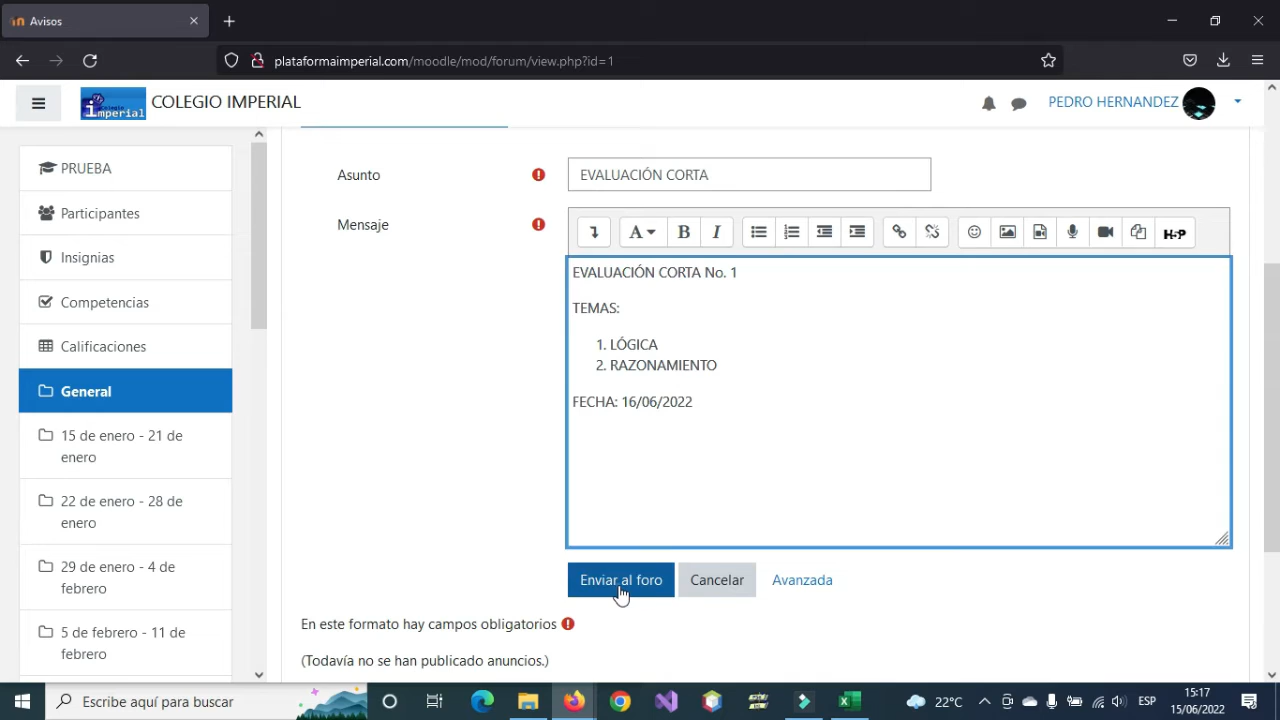 Avisos
plataformaimperial.com/moodle/mod/forum/view.php?id=1
Colegio
imperial
COLEGIO IMPERIAL
PEDRO HERNANDEZ
PRUEBA
Participantes
Insignias
Competencias
Calificaciones
General
15 de enero - 21 de
enero
22 de enero - 28 de
enero
29 de enero - 4 de
febrero
5 de febrero - 11 de
febrero
Asunto
EVALUACIÓN CORTA
Mensaje
A B I H5P
EVALUACIÓN CORTA No. 1
TEMAS:
1. LÓGICA
2. RAZONAMIENTO
FECHA: 16/06/2022
Enviar al foro Cancelar Avanzada
En este formato hay campos obligatorios
(Todavía no se han publicado anuncios.)
Escribe aquí para buscar
22°C
ESP
15:17
15/06/2022